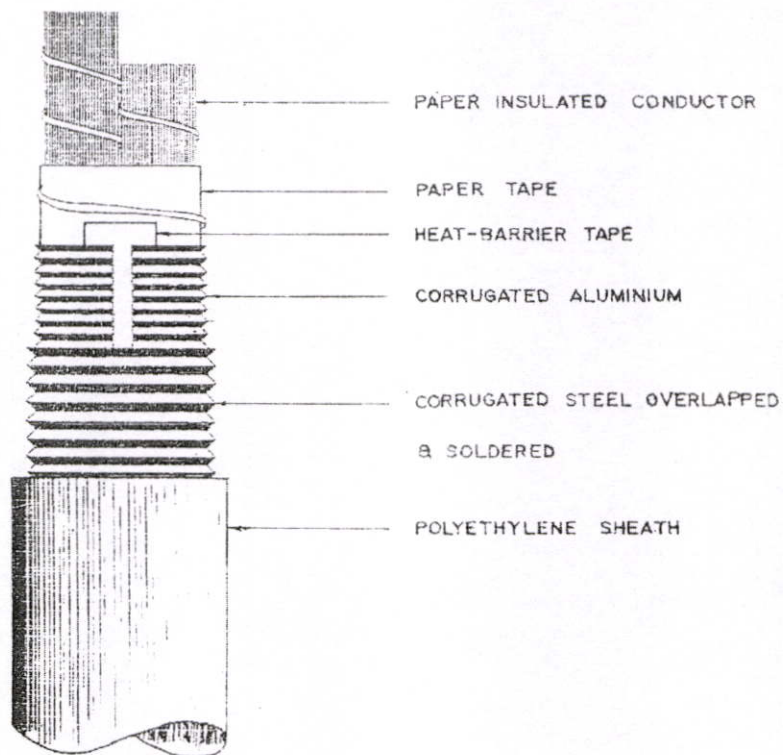 PAPER INSULATED CONDUCTOR
PAPER TAPE
HEAT-BARRIER TAPE
CORRUGATED ALUMINIUM
CORRUGATED STEEL OVERLAPPED
& SOLDERED
POLYETHYLENE SHEATH